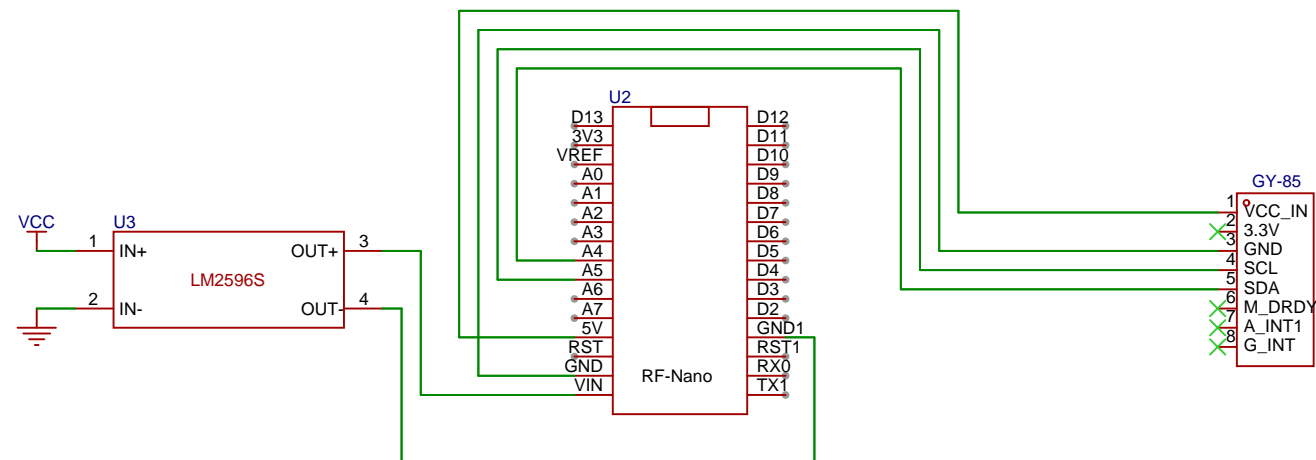 VCC
U3
1 IN+
2 IN-
LM2596S
OUT+ 3
OUT- 4
U2
D13
3V3
VREF
A0
A1
A2
A3
A4
A5
A6
A7
5V
RST
GND
VIN
D12
D11
D10
D9
D8
D7
D6
D5
D4
D3
D2
GND1
RST1
RX0
TX1
RF-Nano
GY-85
1 VCC_IN
2 3.3V
3 GND
4 SCL
5 SDA
6 M_DRDY
7 A_INT1
8 G_INT